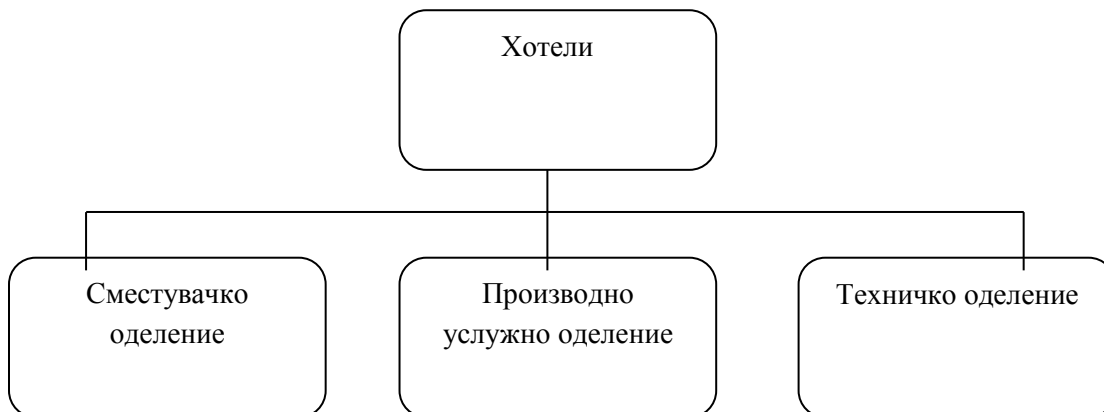 Хотели
Сместувачко
оделение
Производно
услужно оделение
Техничко оделение